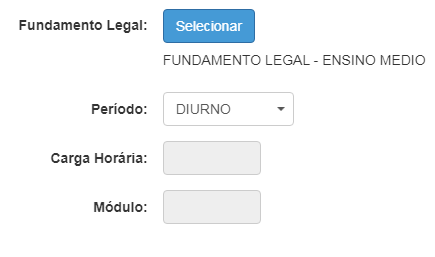 Fundamento Legal: Selecionar
FUNDAMENTO LEGAL - ENSINO MEDIO
Período: DIURNO
Carga Horária:
Módulo: